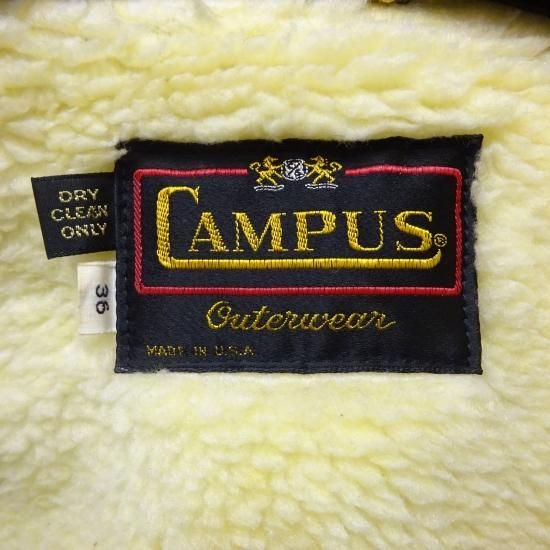 DRY
CLEAN
ONLY
36
CAMPUS®
Outerwear
MADE IN U.S.A